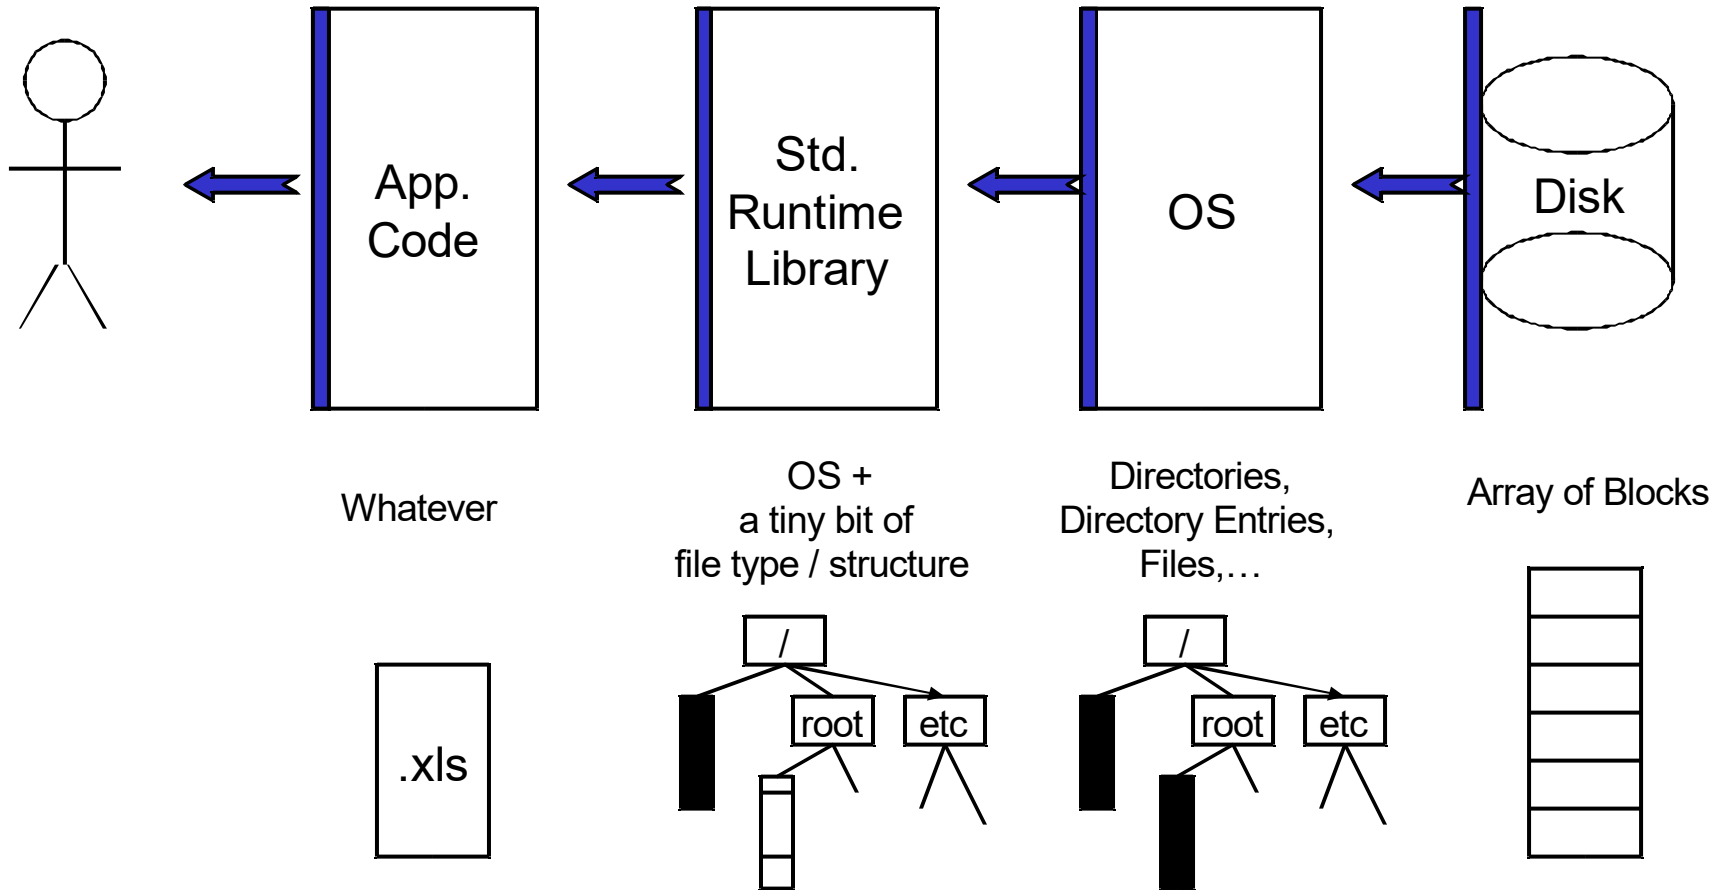 App.
Code
Std.
Runtime
Library
OS
Disk
Whatever
OS +
a tiny bit of
file type / structure
Directories,
Directory Entries,
Files,…
Array of Blocks
.xls
/
root
etc
/
root
etc